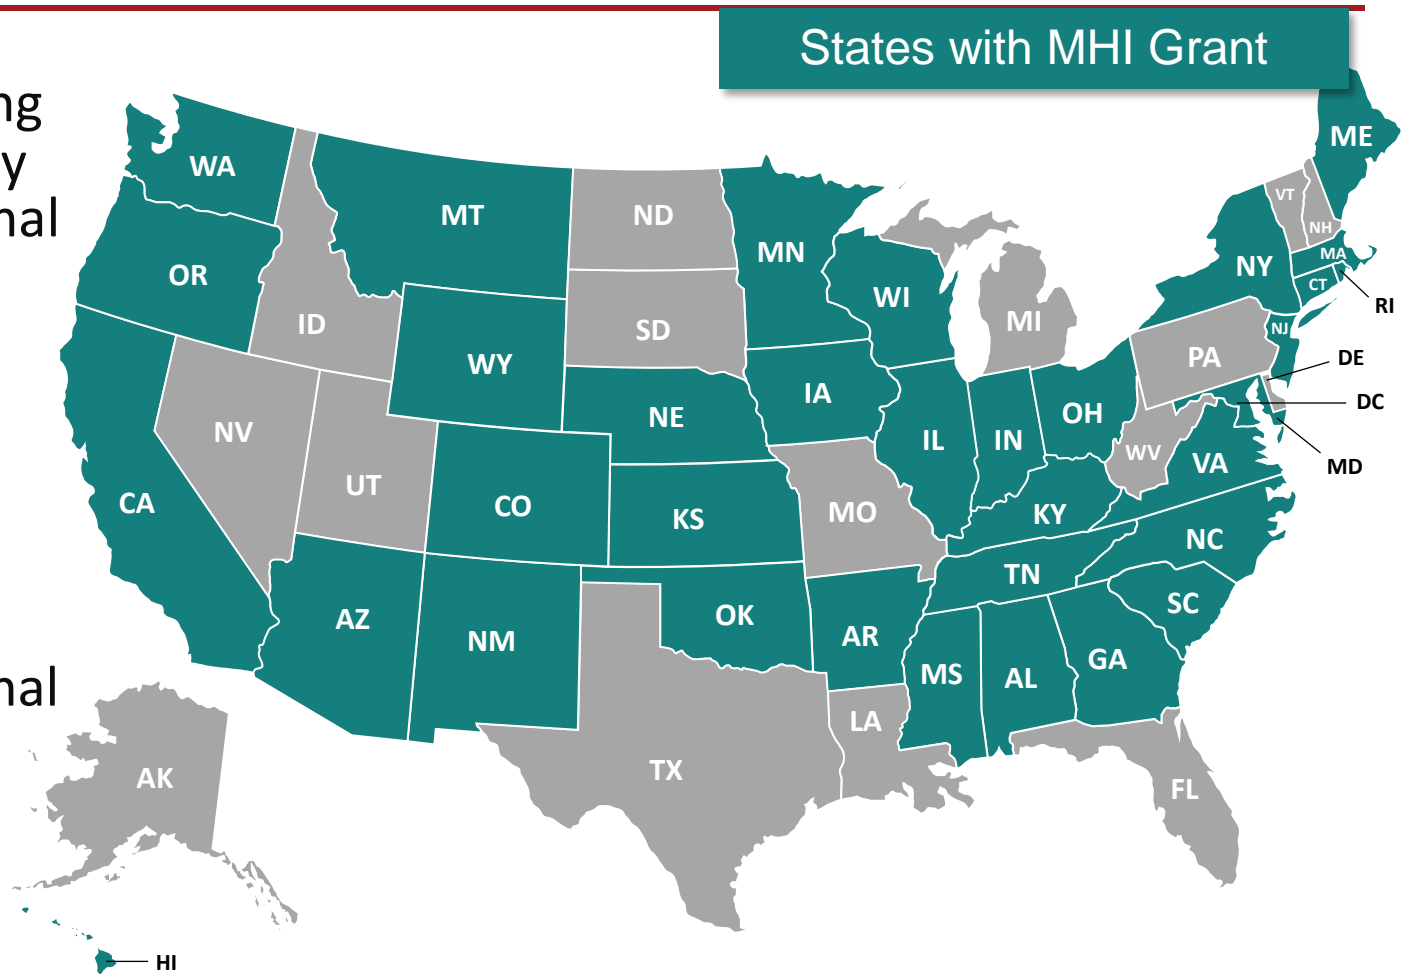 States with MHI Grant
ng
y
nal
nal
WA
MT
ND
MN
ME
VT
NH
MA
NY
CT
RI
OR
ID
WY
SD
WI
MI
NJ
PA
DE
DC
MD
NV
UT
NE
IA
IL
IN
OH
WV
VA
CA
CO
KS
MO
KY
NC
TN
SC
AZ
NM
OK
AR
MS
AL
GA
LA
TX
FL
AK
HI